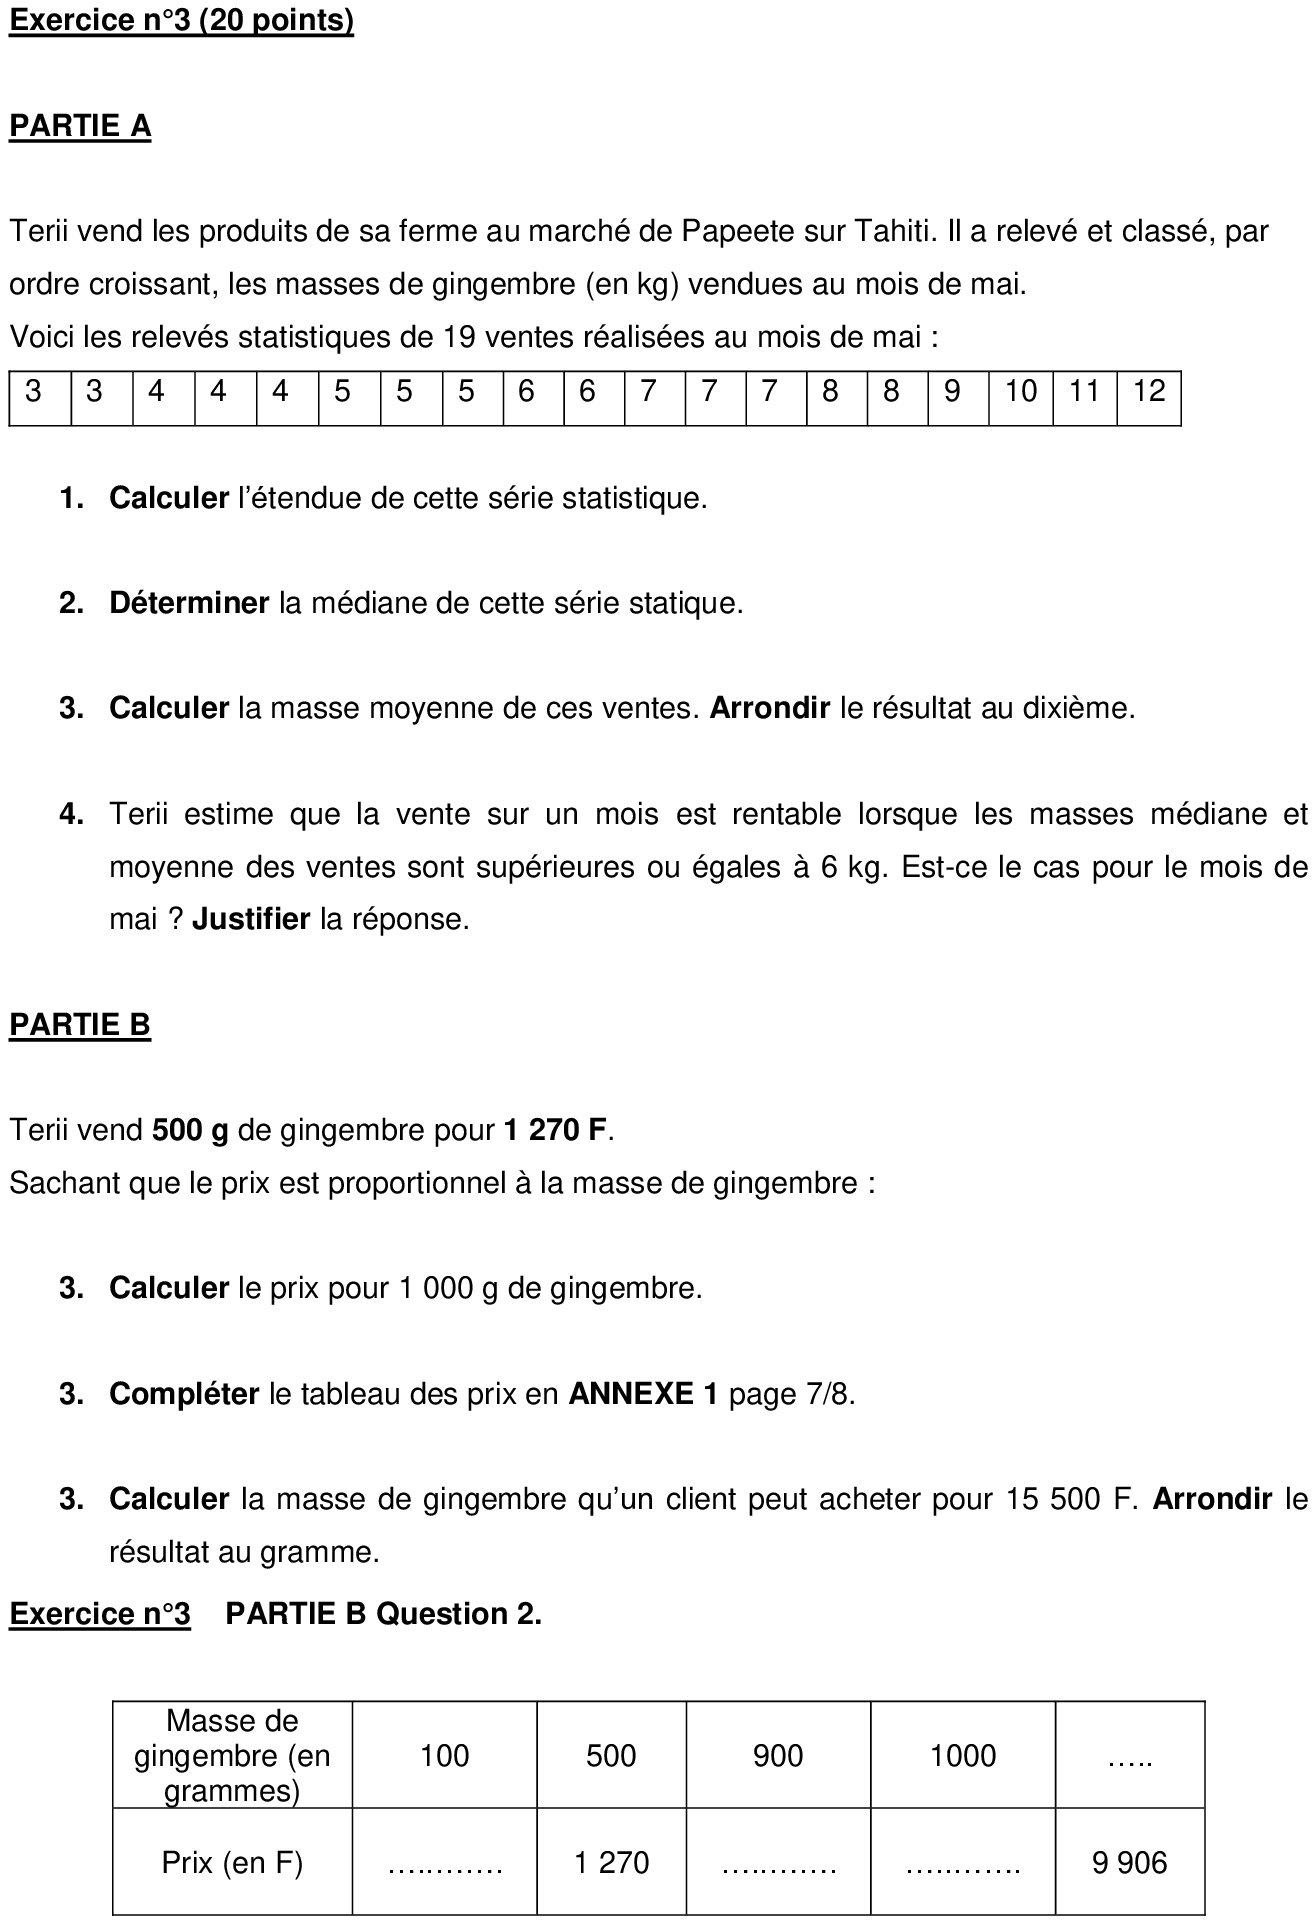 Exercice n°3 (20 points)
PARTIE A
Terii vend les produits de sa ferme au marché de Papeete sur Tahiti. Il a relevé et classé, par
ordre croissant, les masses de gingembre (en kg) vendues au mois de mai.
Voici les relevés statistiques de 19 ventes réalisées au mois de mai :
3 3 4 4 4 5 5 5 6 6 7 7 7 8 8 9 10 11 12
1. Calculer l'étendue de cette série statistique.
2. Déterminer la médiane de cette série statique.
3. Calculer la masse moyenne de ces ventes. Arrondir le résultat au dixième.
4. Terii estime que la vente sur un mois est rentable lorsque les masses médiane et
moyenne des ventes sont supérieures ou égales à 6 kg. Est-ce le cas pour le mois de
mai ? Justifier la réponse.
PARTIE B
Terii vend 500 g de gingembre pour 1 270 F.
Sachant que le prix est proportionnel à la masse de gingembre :
3. Calculer le prix pour 1 000 g de gingembre.
3. Compléter le tableau des prix en ANNEXE 1 page 7/8.
3. Calculer la masse de gingembre qu'un client peut acheter pour 15 500 F. Arrondir le
résultat au gramme.
Exercice n°3 PARTIE B Question 2.
Masse de
gingembre (en
grammes)
100 500 900 1000 …..
Prix (en F) ………… 1 270 ………… ………… 9 906